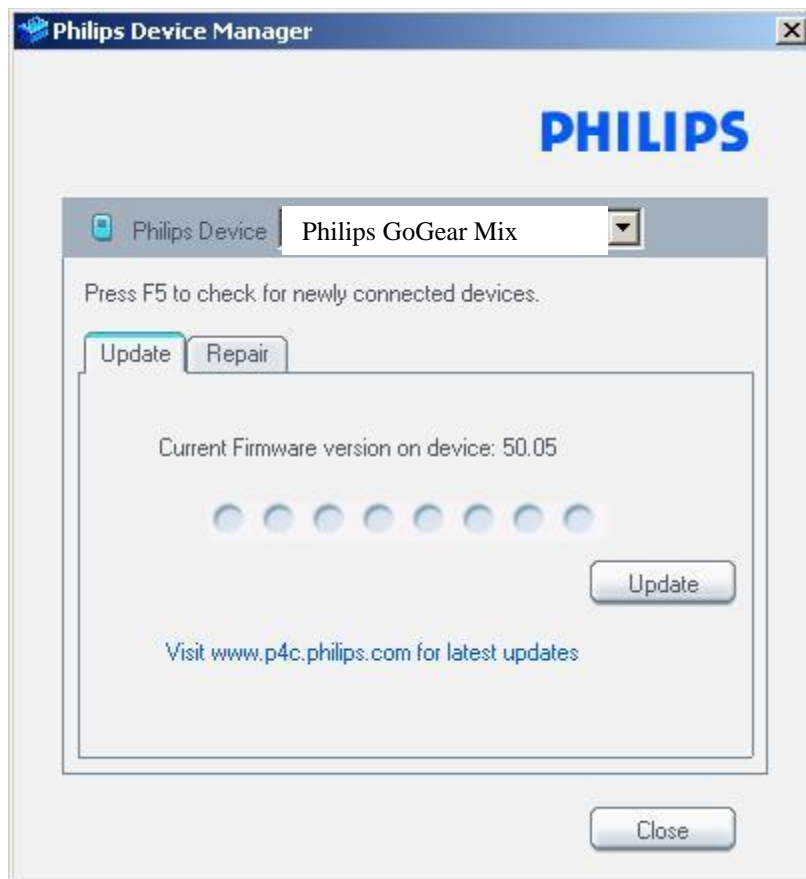 Philips Device Manager
PHILIPS
Philips Device Philips GoGear Mix
Press F5 to check for newly connected devices.
Update Repair
Current Firmware version on device: 50.05
Update
Visit www.p4c.philips.com for latest updates
Close